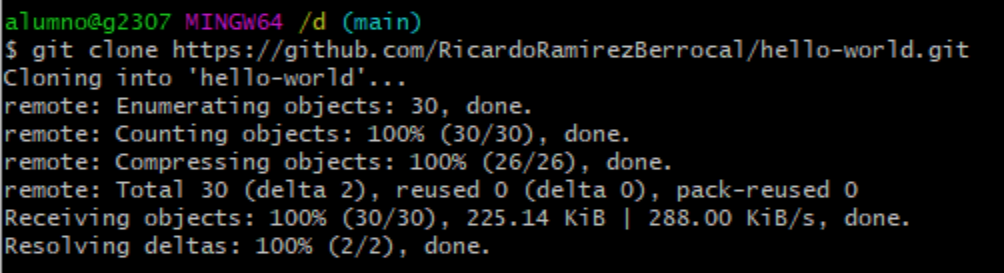 alumno@g2307 MINGW64 /d (main)
$ git clone https://github.com/RicardoRamirezBerrocal/hello-world.git
Cloning into 'hello-world'...
remote: Enumerating objects: 30, done.
remote: Counting objects: 100% (30/30), done.
remote: Compressing objects: 100% (26/26), done.
remote: Total 30 (delta 2), reused 0 (delta 0), pack-reused 0
Receiving objects: 100% (30/30), 225.14 KiB | 288.00 KiB/s, done.
Resolving deltas: 100% (2/2), done.